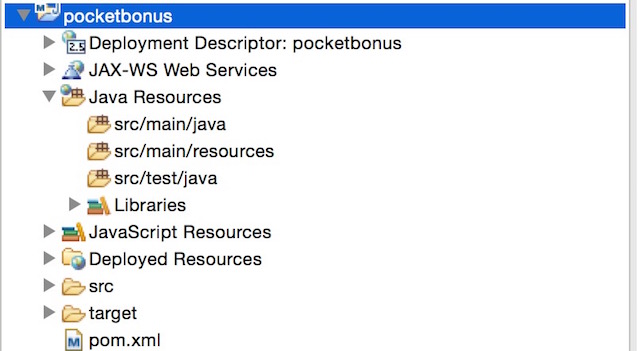 pocketbonus
Deployment Descriptor: pocketbonus
JAX-WS Web Services
Java Resources
src/main/java
src/main/resources
src/test/java
Libraries
JavaScript Resources
Deployed Resources
src
target
pom.xml